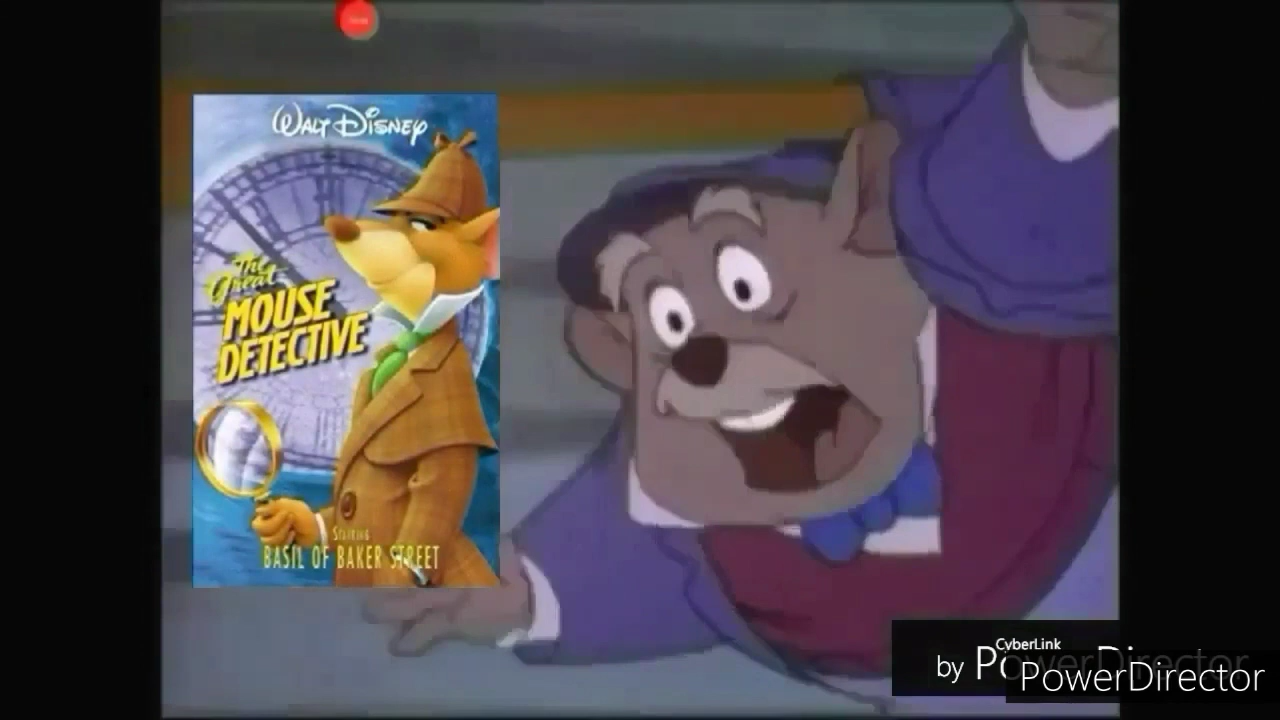 WALT DISNEY
The
Great
MOUSE
DETECTIVE
STARRING
BASIL OF BAKER STREET
CyberLink
by PowerDirector
PowerDirector